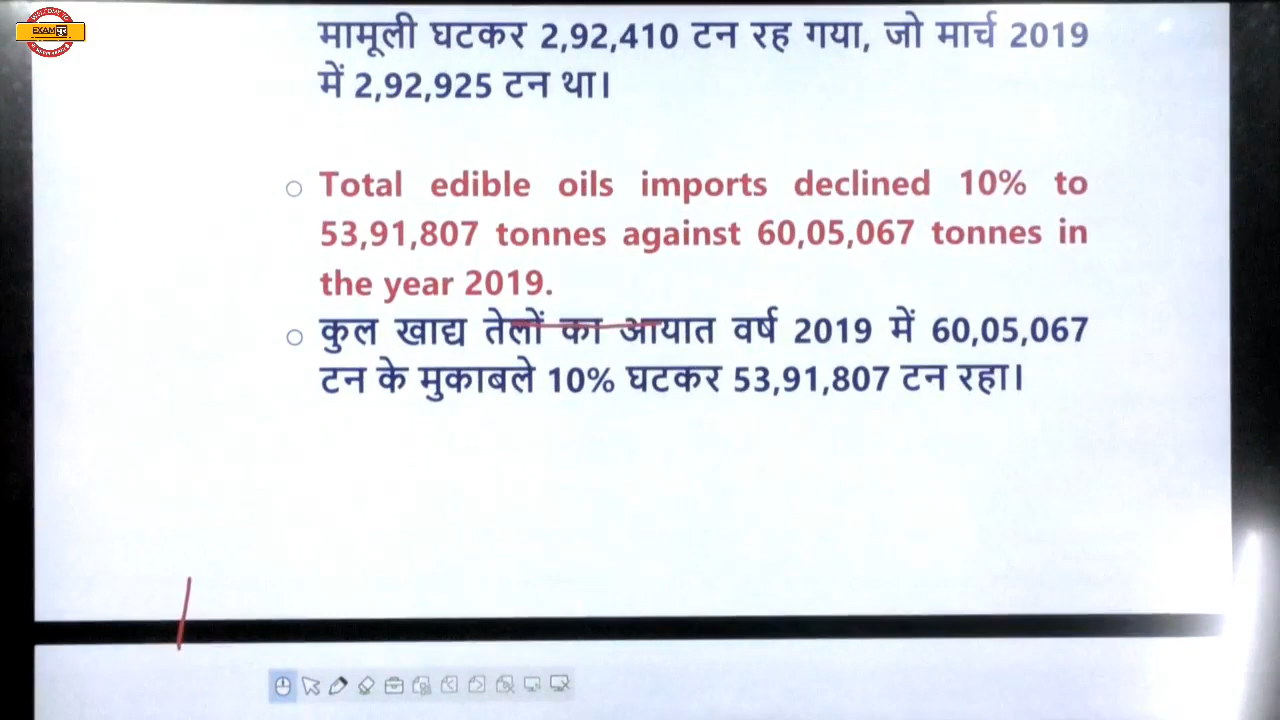 WELCOME TO
EXAM
मामूली घटकर 2,92,410 टन रह गया, जो मार्च 2019
में 2,92,925 टन था।
Total edible oils imports declined 10% to
53,91,807 tonnes against 60,05,067 tonnes in
the year 2019.
कुल खाद्य तेलों का आयात वर्ष 2019 में 60,05,067
टन के मुकाबले 10% घटकर 53,91,807 टन रहा।